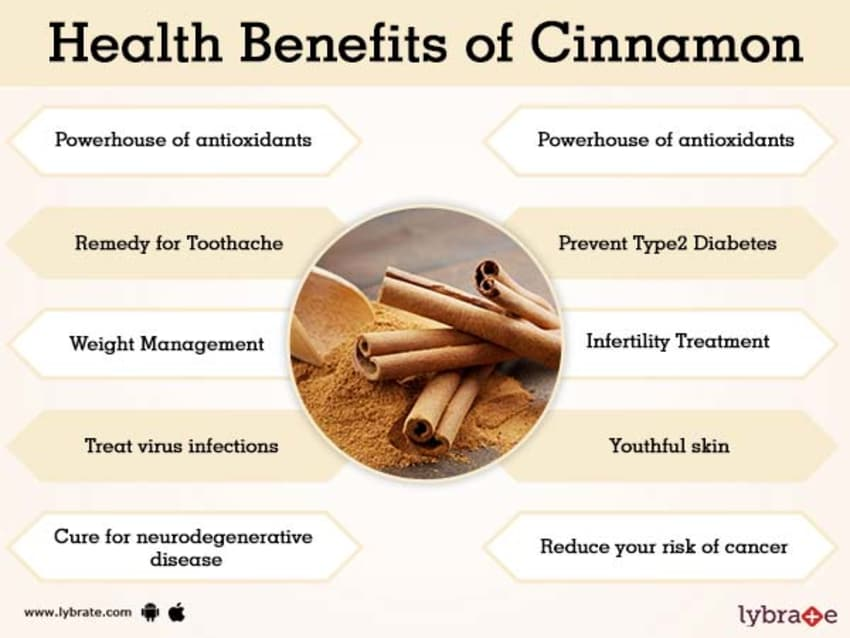 Health Benefits of Cinnamon
Powerhouse of antioxidants
Powerhouse of antioxidants
Remedy for Toothache
Prevent Type2 Diabetes
Weight Management
Infertility Treatment
Treat virus infections
Youthful skin
Cure for neurodegenerative
disease
Reduce your risk of cancer
www.lybrate.com
lybrate